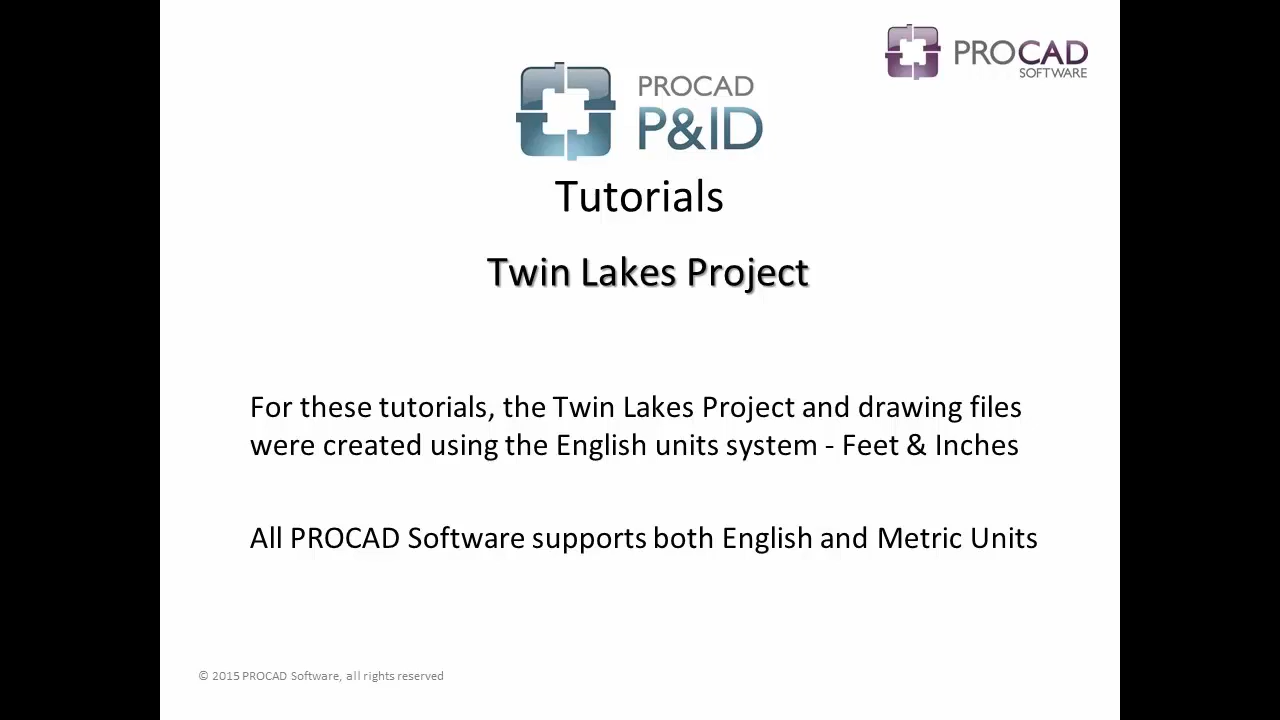 PROCAD
SOFTWARE
PROCAD
P&ID
Tutorials
Twin Lakes Project
For these tutorials, the Twin Lakes Project and drawing files
were created using the English units system - Feet & Inches
All PROCAD Software supports both English and Metric Units
© 2015 PROCAD Software, all rights reserved